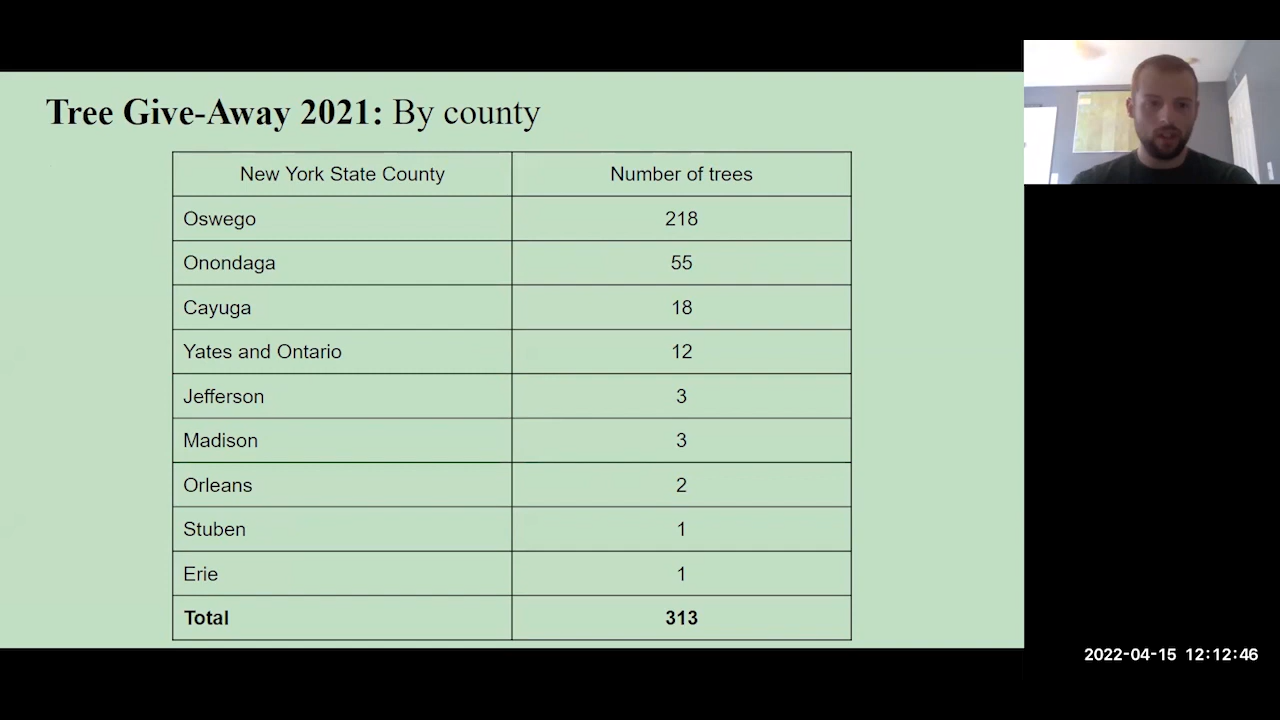 Tree Give-Away 2021: By county
New York State County Number of trees
Oswego 218
Onondaga 55
Cayuga 18
Yates and Ontario 12
Jefferson 3
Madison 3
Orleans 2
Stuben 1
Erie 1
Total 313
2022-04-15 12:12:46